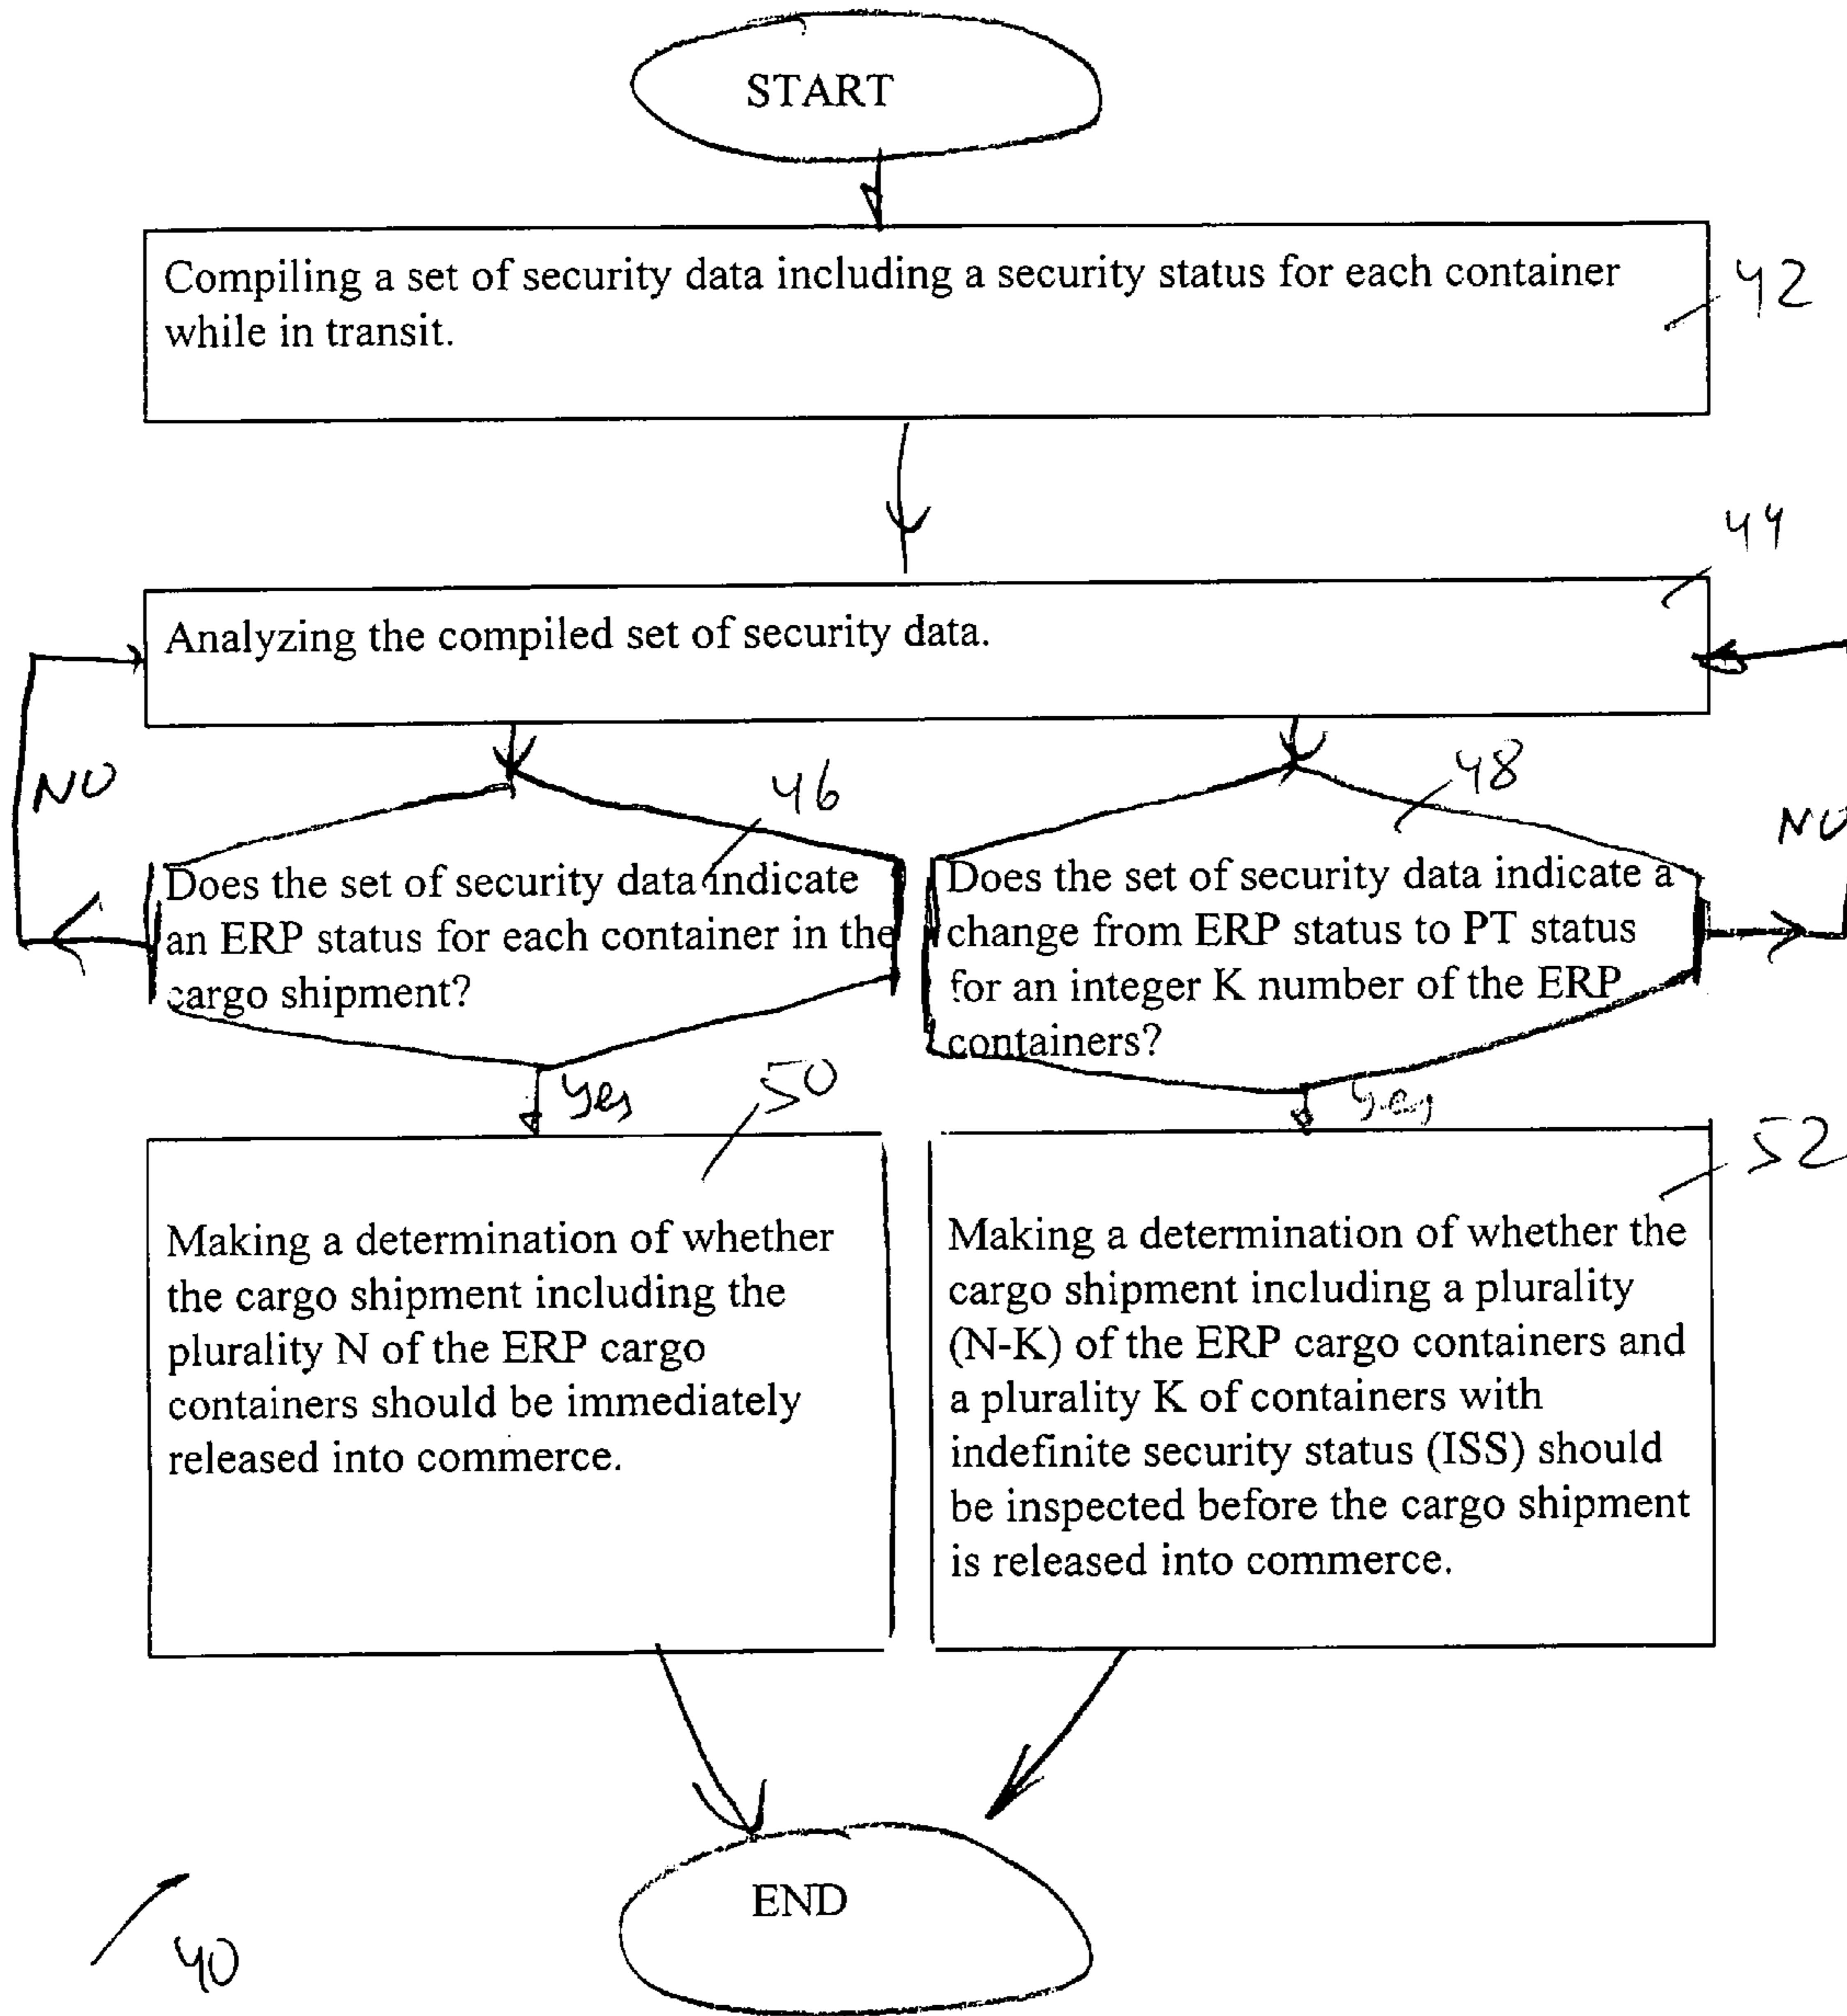 START
Compiling a set of security data including a security status for each container
while in transit.
42
44
Analyzing the compiled set of security data.
NO
46
48
NO
Does the set of security data indicate
an ERP status for each container in the
cargo shipment?
Does the set of security data indicate a
change from ERP status to PT status
for an integer K number of the ERP
containers?
yes
50
yes
52
Making a determination of whether
the cargo shipment including the
plurality N of the ERP cargo
containers should be immediately
released into commerce.
Making a determination of whether the
cargo shipment including a plurality
(N-K) of the ERP cargo containers and
a plurality K of containers with
indefinite security status (ISS) should
be inspected before the cargo shipment
is released into commerce.
END
40